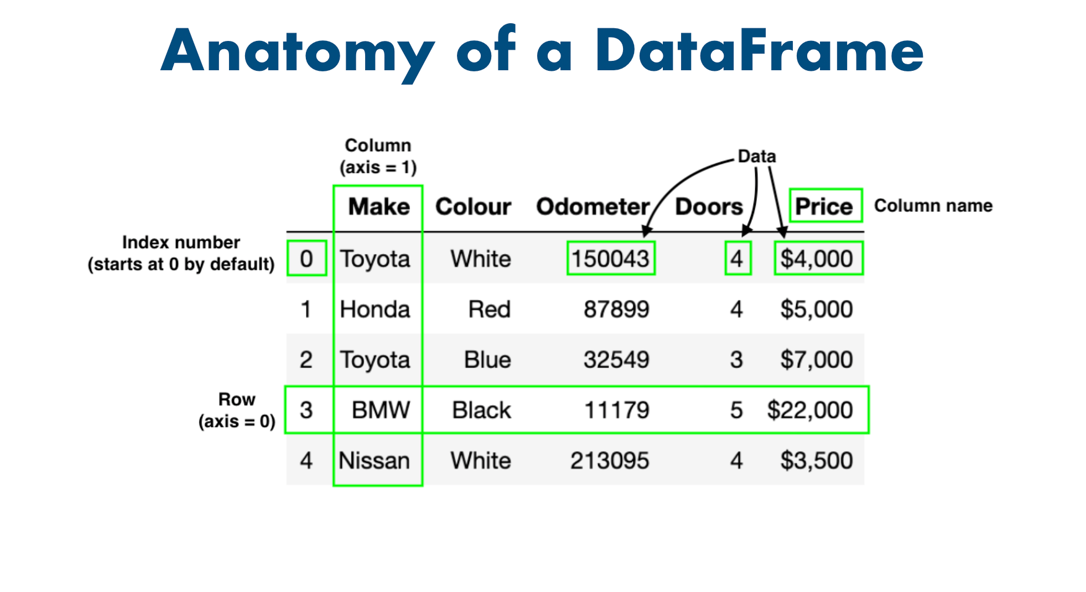 Anatomy of a DataFrame
Column
(axis = 1)
Data
Make Colour Odometer Doors Price
Column name
Index number
(starts at 0 by default)
0 Toyota White 150043 4 $4,000
1 Honda Red 87899 4 $5,000
2 Toyota Blue 32549 3 $7,000
Row
(axis = 0)
3 BMW Black 11179 5 $22,000
4 Nissan White 213095 4 $3,500